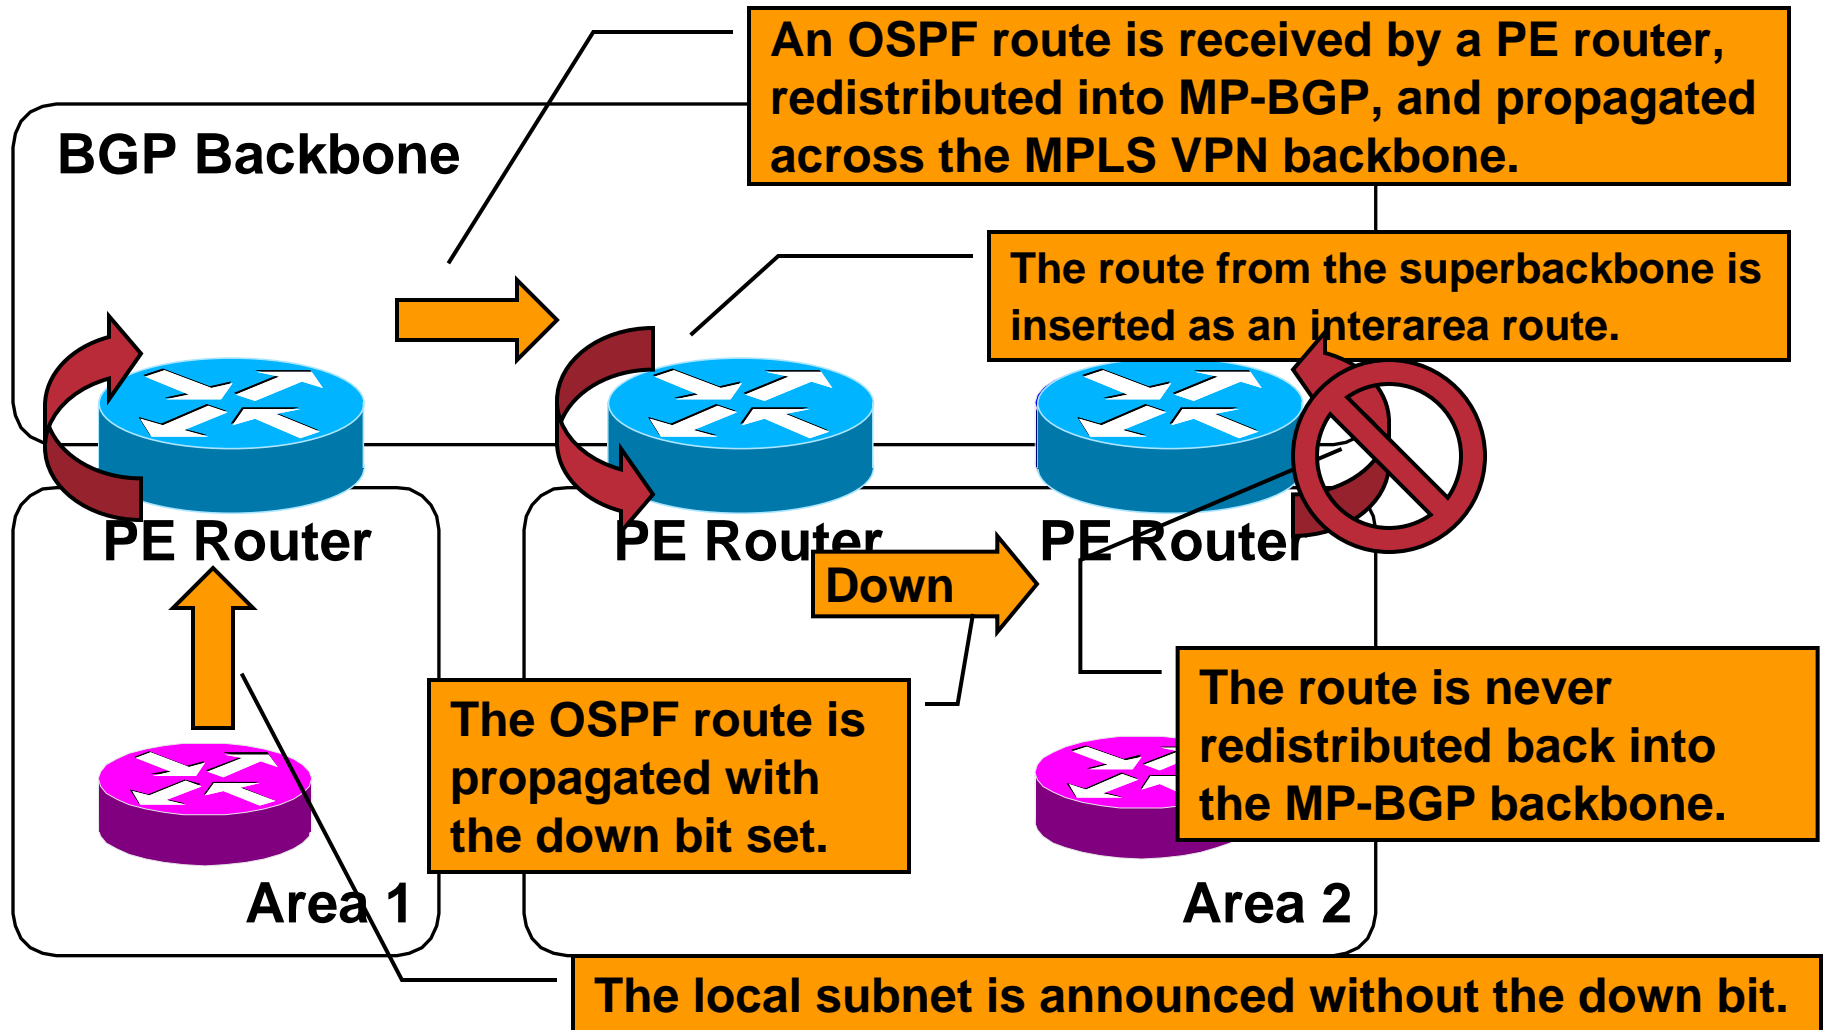 An OSPF route is received by a PE router,
redistributed into MP-BGP, and propagated
across the MPLS VPN backbone.
BGP Backbone
The route from the superbackbone is
inserted as an interarea route.
PE Router
PE Router
PE Router
Down
The OSPF route is
propagated with
the down bit set.
The route is never
redistributed back into
the MP-BGP backbone.
Area 1
Area 2
The local subnet is announced without the down bit.